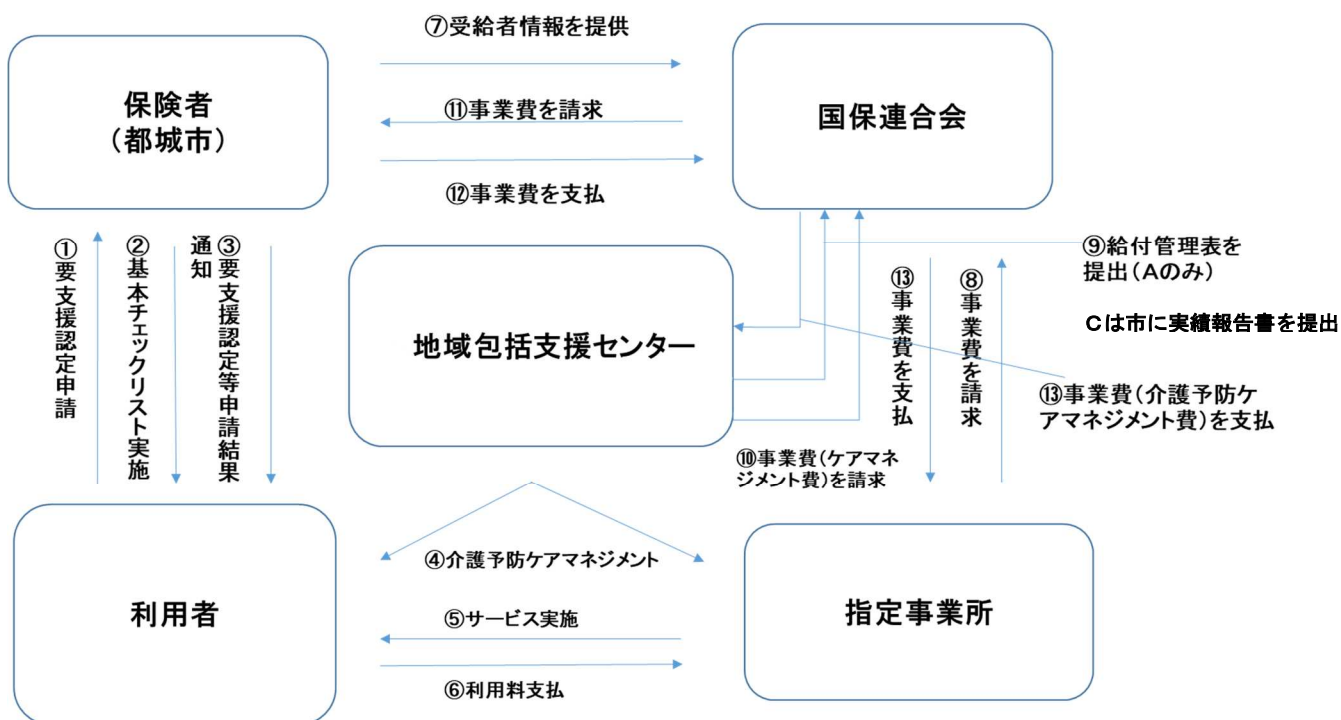 ⑦受給者情報を提供
保険者
（都城市）
⑪事業費を請求
国保連合会
⑫事業費を支払
①要支援認定申請
②基本チェックリスト実施
③要支援認定等申請結果
通知
地域包括支援センター
⑬事業費を支払
⑧事業費を請求
⑨給付管理表を
提出（Aのみ）
Cは市に実績報告書を提出
⑬事業費（介護予防ケ
アマネジメント費）を支払
⑩事業費（ケアマネ
ジメント費）を請求
④介護予防ケアマネジメント
利用者
⑤サービス実施
指定事業所
⑥利用料支払